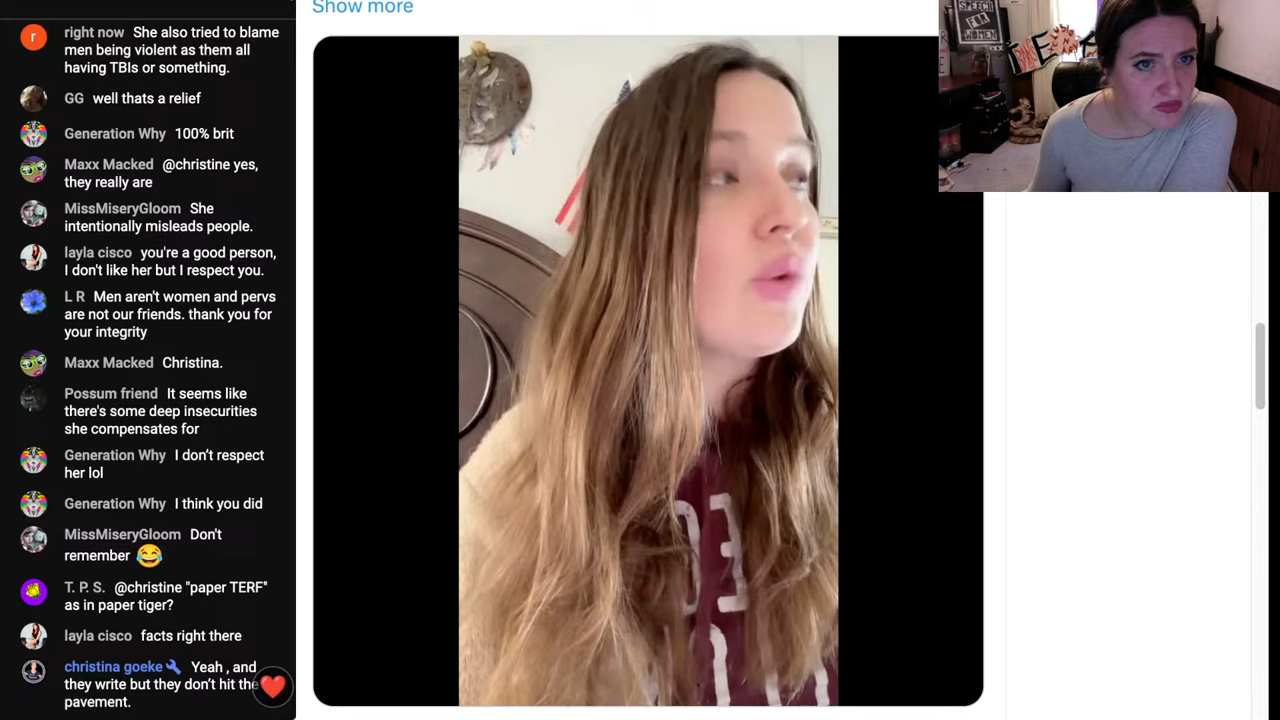 Show more
right now She also tried to blame
men being violent as them all
having TBIs or something.
GG well thats a relief
Generation Why 100% brit
Maxx Macked @christine yes,
they really are
MissMiseryGloom She
intentionally misleads people.
layla cisco you're a good person,
I don't like her but I respect you.
L R Men aren't women and pervs
are not our friends. thank you for
your integrity
Maxx Macked Christina.
Possum friend It seems like
there's some deep insecurities
she compensates for
Generation Why I don't respect
her lol
Generation Why I think you did
MissMiseryGloom Don't
remember 😂
T. P. S. @christine "paper TERF"
as in paper tiger?
layla cisco facts right there
christina goeke Yeah , and
they write but they don't hit the
pavement.
r
SPEECH
FOR
WOMEN